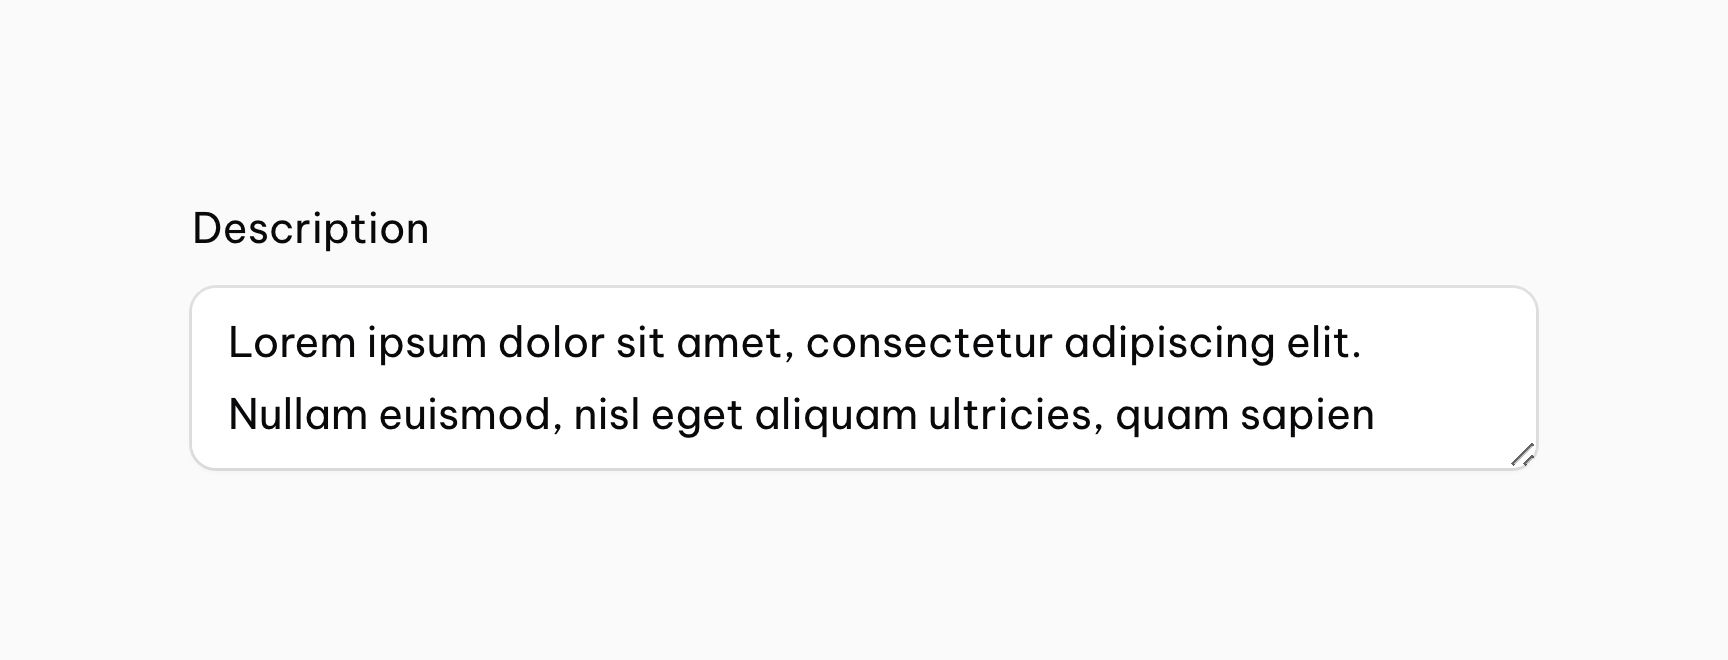 Description
Lorem ipsum dolor sit amet, consectetur adipiscing elit.
Nullam euismod, nisl eget aliquam ultricies, quam sapien